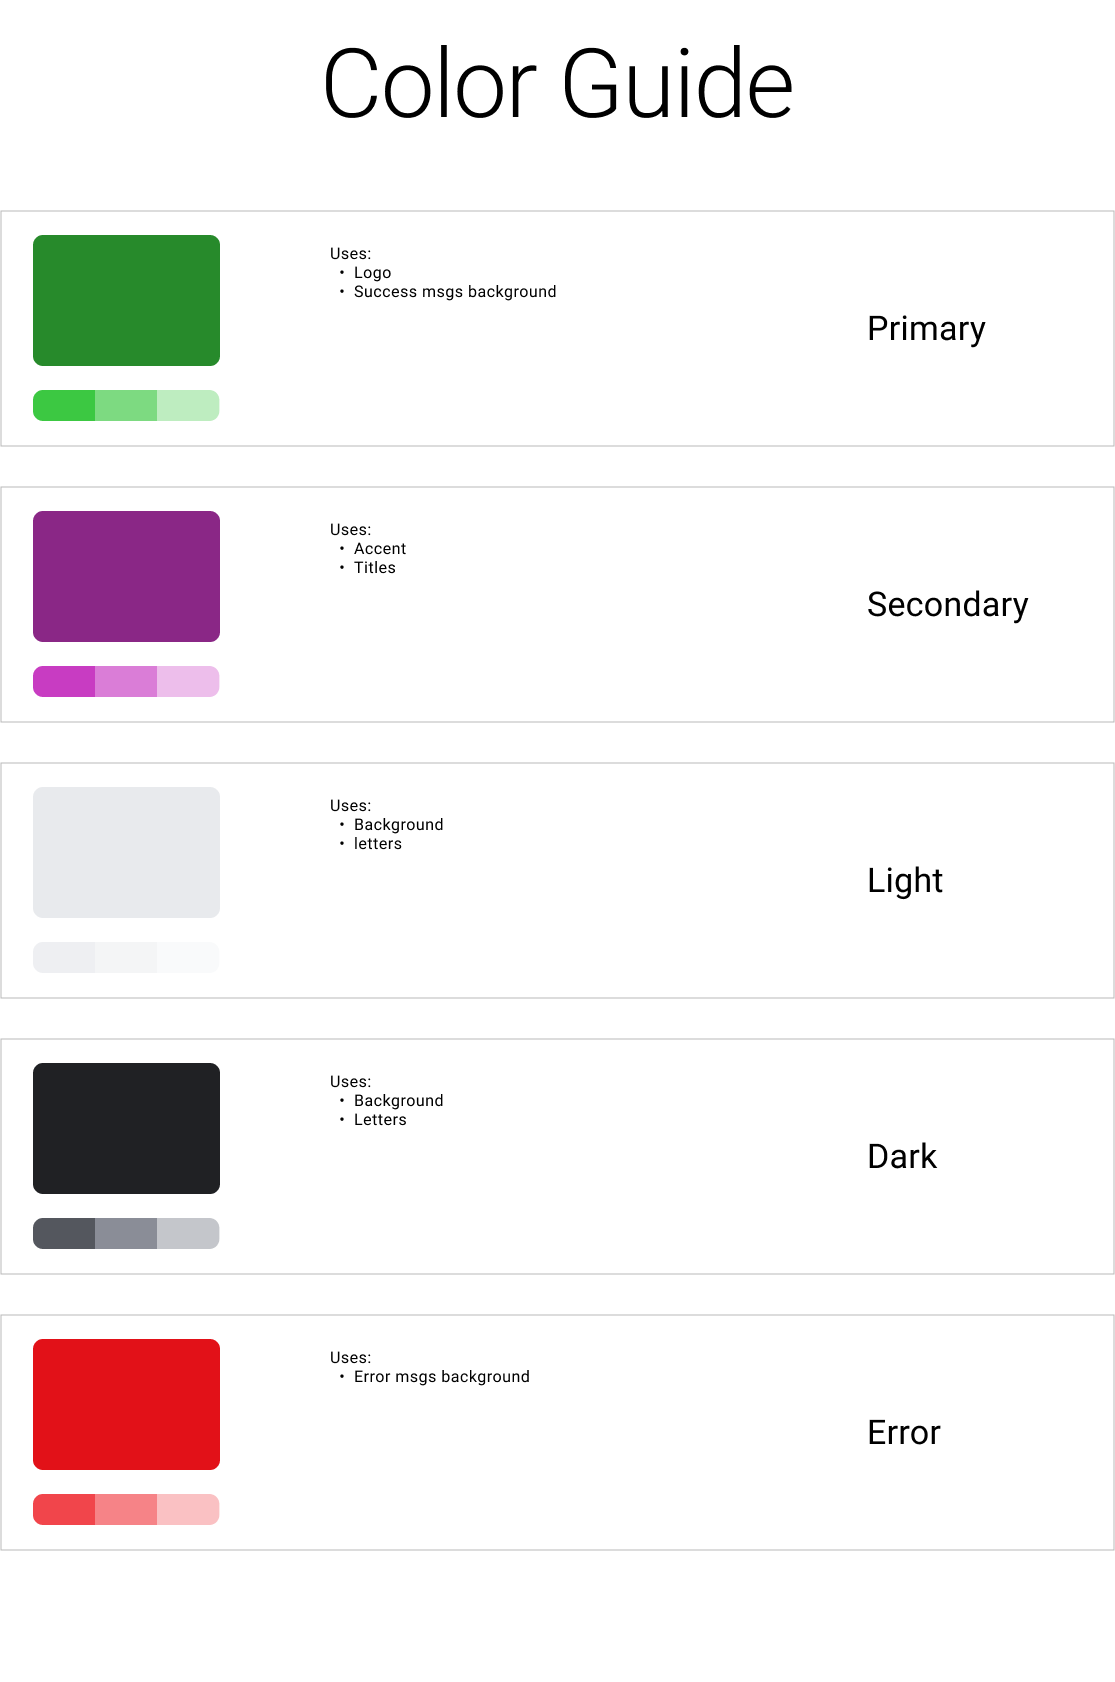 Color Guide
Uses:
• Logo
• Success msgs background
Primary
Uses:
• Accent
• Titles
Secondary
Uses:
• Background
• letters
Light
Uses:
• Background
• Letters
Dark
Uses:
• Error msgs background
Error